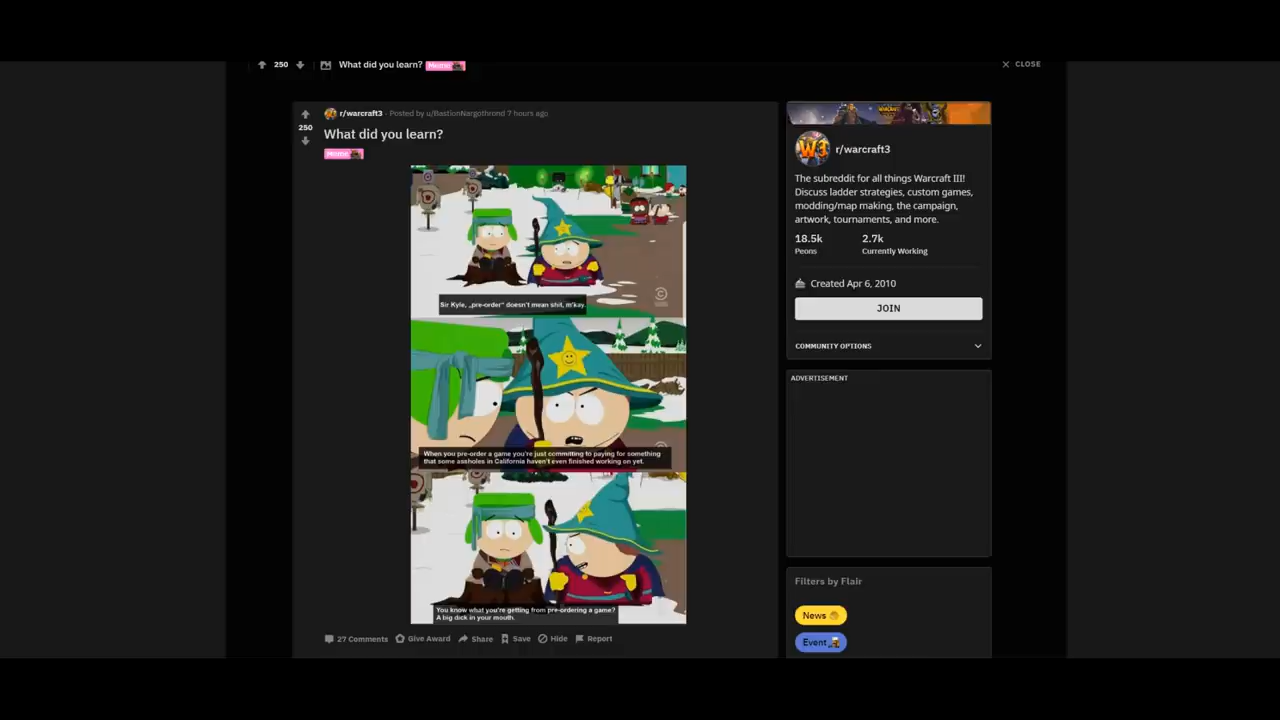 250 What did you learn? Meme CLOSE
r/warcraft3 · Posted by u/BastionNargothrond 7 hours ago
250
What did you learn?
Meme
Sir Kyle, „pre-order" doesn't mean shit, m'kay.
When you pre-order a game you're just committing to paying for something
that some assholes in California haven't even finished working on yet.
You know what you're getting from pre-ordering a game?
A big dick in your mouth.
27 Comments Give Award Share Save Hide Report
W3 r/warcraft3
The subreddit for all things Warcraft III!
Discuss ladder strategies, custom games,
modding/map making, the campaign,
artwork, tournaments, and more.
18.5k 2.7k
Peons Currently Working
Created Apr 6, 2010
JOIN
COMMUNITY OPTIONS
ADVERTISEMENT
Filters by Flair
News
Event